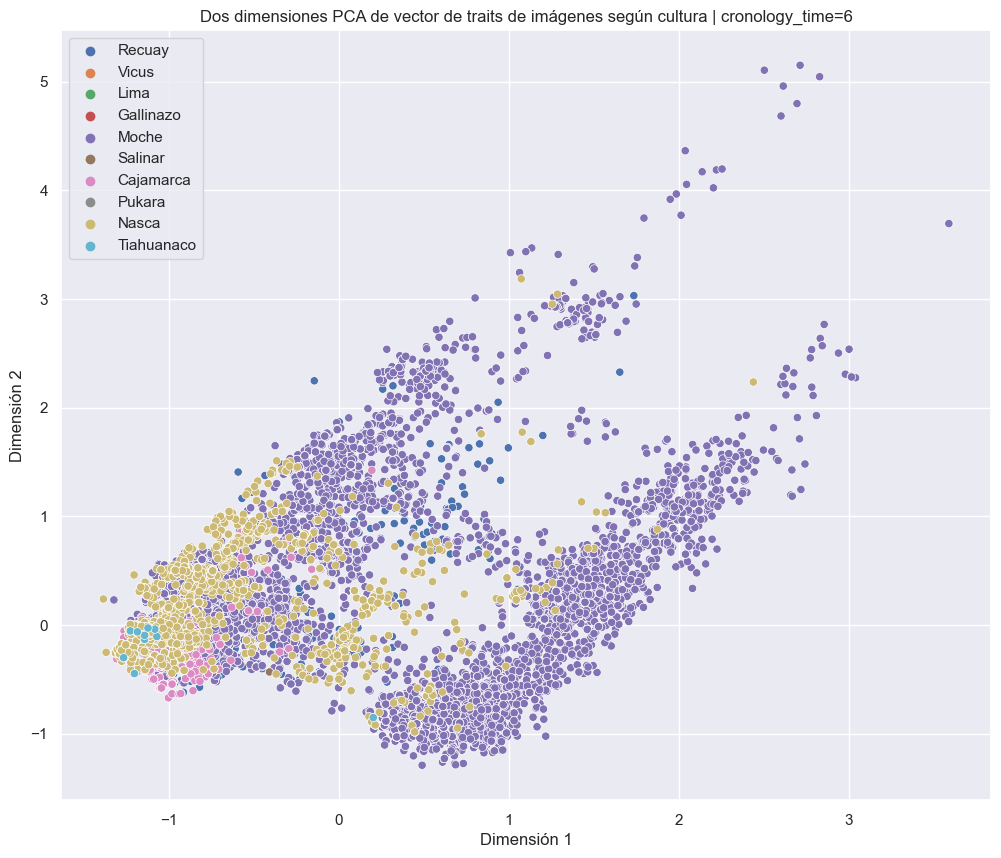 Dos dimensiones PCA de vector de traits de imágenes según cultura | cronology_time=6
Recuay
Vicus
Lima
Gallinazo
Moche
Salinar
Cajamarca
Pukara
Nasca
Tiahuanaco
5
4
3
2
1
0
−1
Dimensión 2
−1
0
1
2
3
Dimensión 1